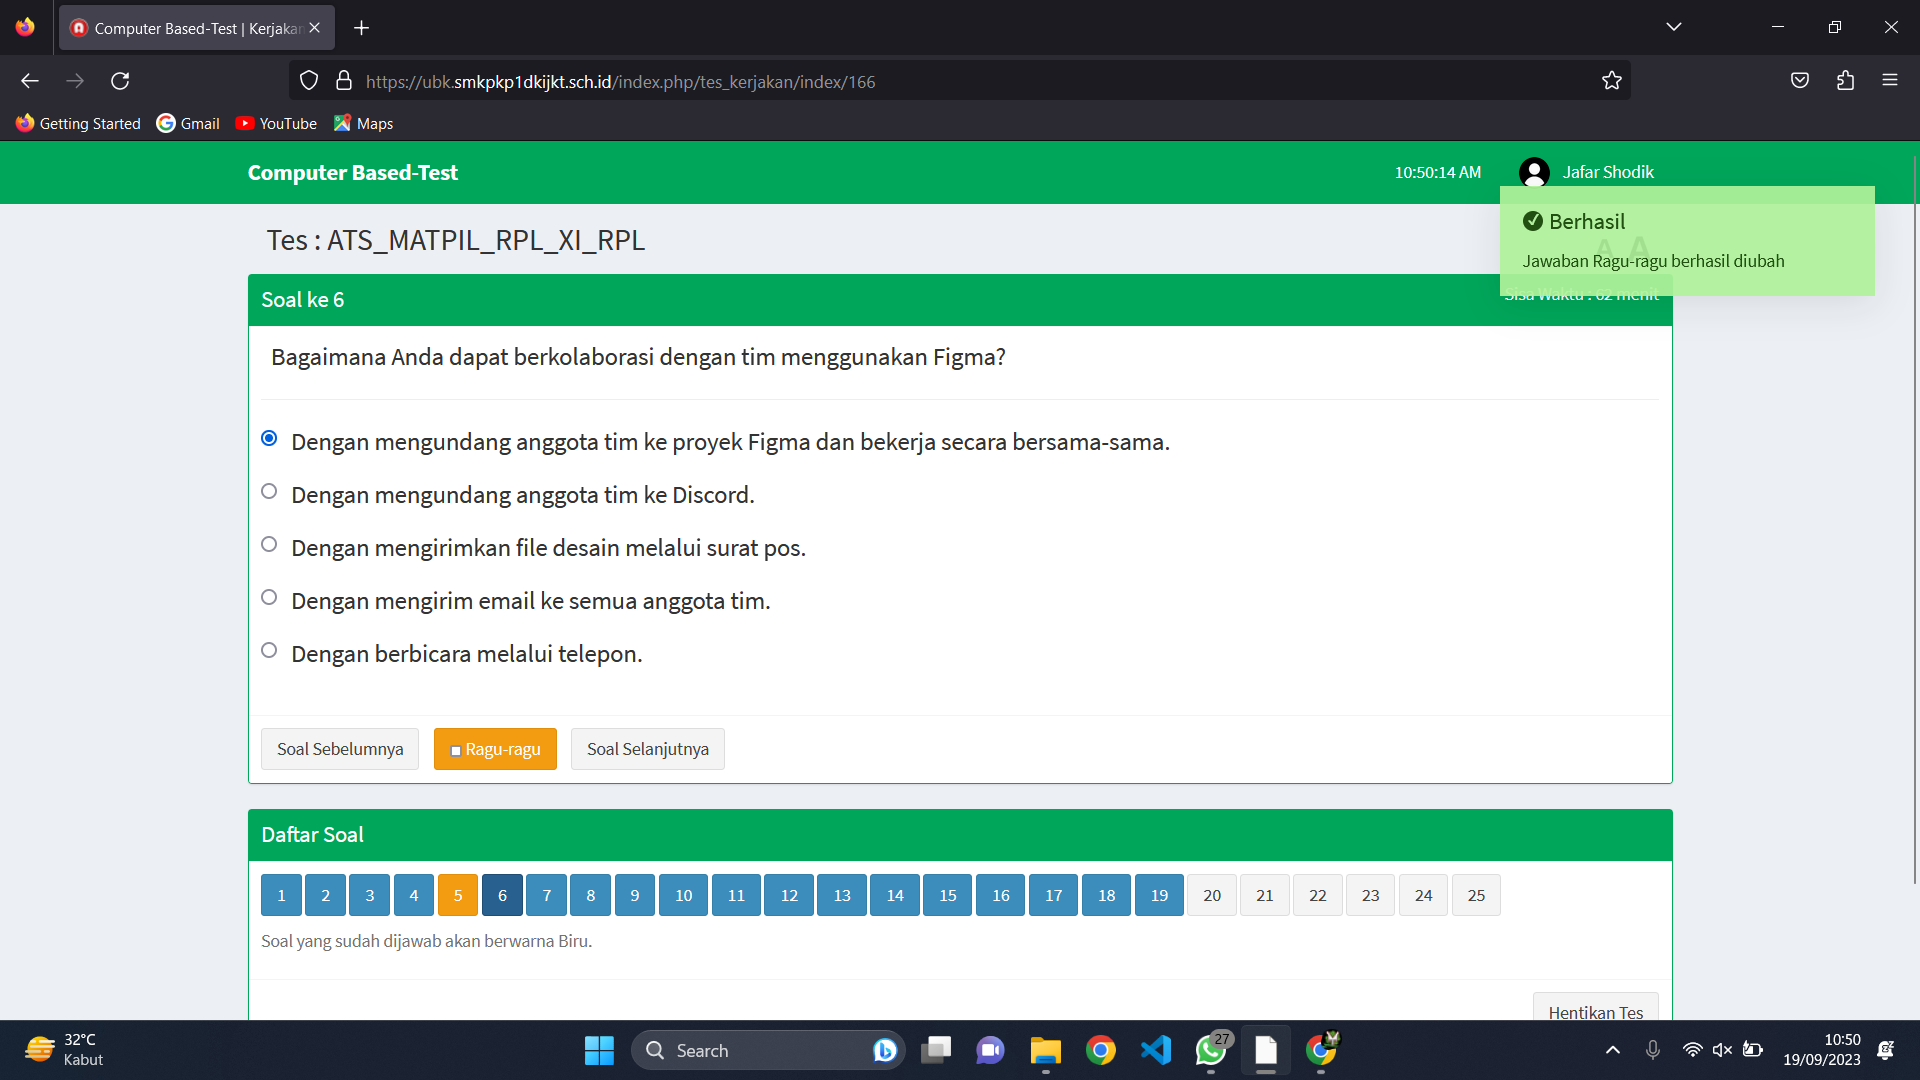 Computer Based-Test | Kerjakan
https://ubk.smkpkp1dkijkt.sch.id/index.php/tes_kerjakan/index/166
Getting Started Gmail YouTube Maps
Computer Based-Test 10:50:14 AM Jafar Shodik
Berhasil
Jawaban Ragu-ragu berhasil diubah
Tes : ATS_MATPIL_RPL_XI_RPL A A
Soal ke 6 Sisa Waktu : 62 menit
Bagaimana Anda dapat berkolaborasi dengan tim menggunakan Figma?
Dengan mengundang anggota tim ke proyek Figma dan bekerja secara bersama-sama.
Dengan mengundang anggota tim ke Discord.
Dengan mengirimkan file desain melalui surat pos.
Dengan mengirim email ke semua anggota tim.
Dengan berbicara melalui telepon.
Soal Sebelumnya Ragu-ragu Soal Selanjutnya
Daftar Soal
1 2 3 4 5 6 7 8 9 10 11 12 13 14 15 16 17 18 19 20 21 22 23 24 25
Soal yang sudah dijawab akan berwarna Biru.
Hentikan Tes
32°C
Kabut
Search
27
10:50
19/09/2023